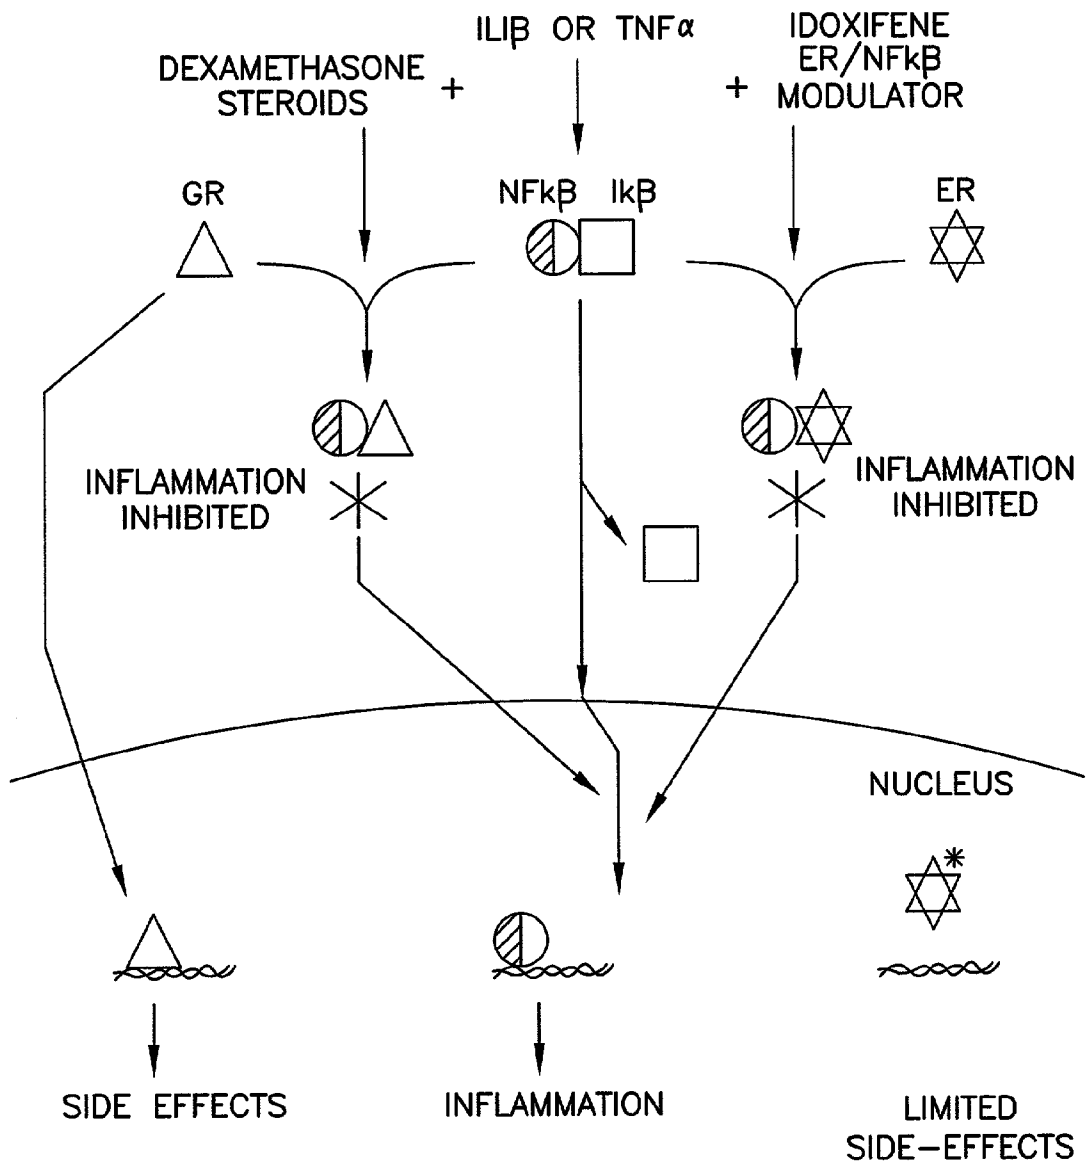 ILIβ OR TNFα
DEXAMETHASONE
STEROIDS
+
+
IDOXIFENE
ER/NFkβ
MODULATOR
GR
NFkβ Ikβ
ER
INFLAMMATION
INHIBITED
INFLAMMATION
INHIBITED
NUCLEUS
*
SIDE EFFECTS
INFLAMMATION
LIMITED
SIDE-EFFECTS